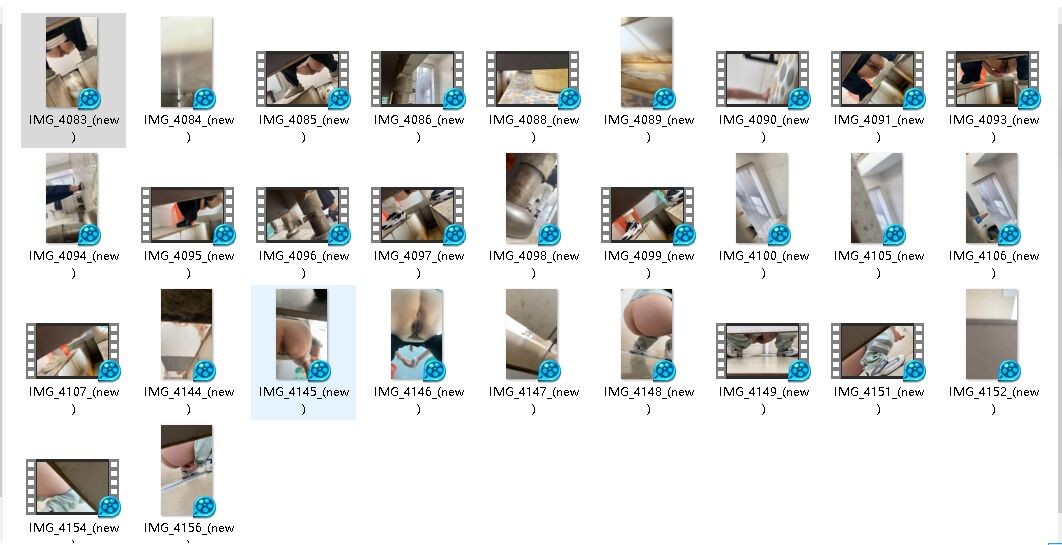 IMG_4083_(new
)
IMG_4084_(new
)
IMG_4085_(new
)
IMG_4086_(new
)
IMG_4088_(new
)
IMG_4089_(new
)
IMG_4090_(new
)
IMG_4091_(new
)
IMG_4093_(new
)
IMG_4094_(new
)
IMG_4095_(new
)
IMG_4096_(new
)
IMG_4097_(new
)
IMG_4098_(new
)
IMG_4099_(new
)
IMG_4100_(new
)
IMG_4105_(new
)
IMG_4106_(new
)
IMG_4107_(new
)
IMG_4144_(new
)
IMG_4145_(new
)
IMG_4146_(new
)
IMG_4147_(new
)
IMG_4148_(new
)
IMG_4149_(new
)
IMG_4151_(new
)
IMG_4152_(new
)
IMG_4154_(new
)
IMG_4156_(new
)